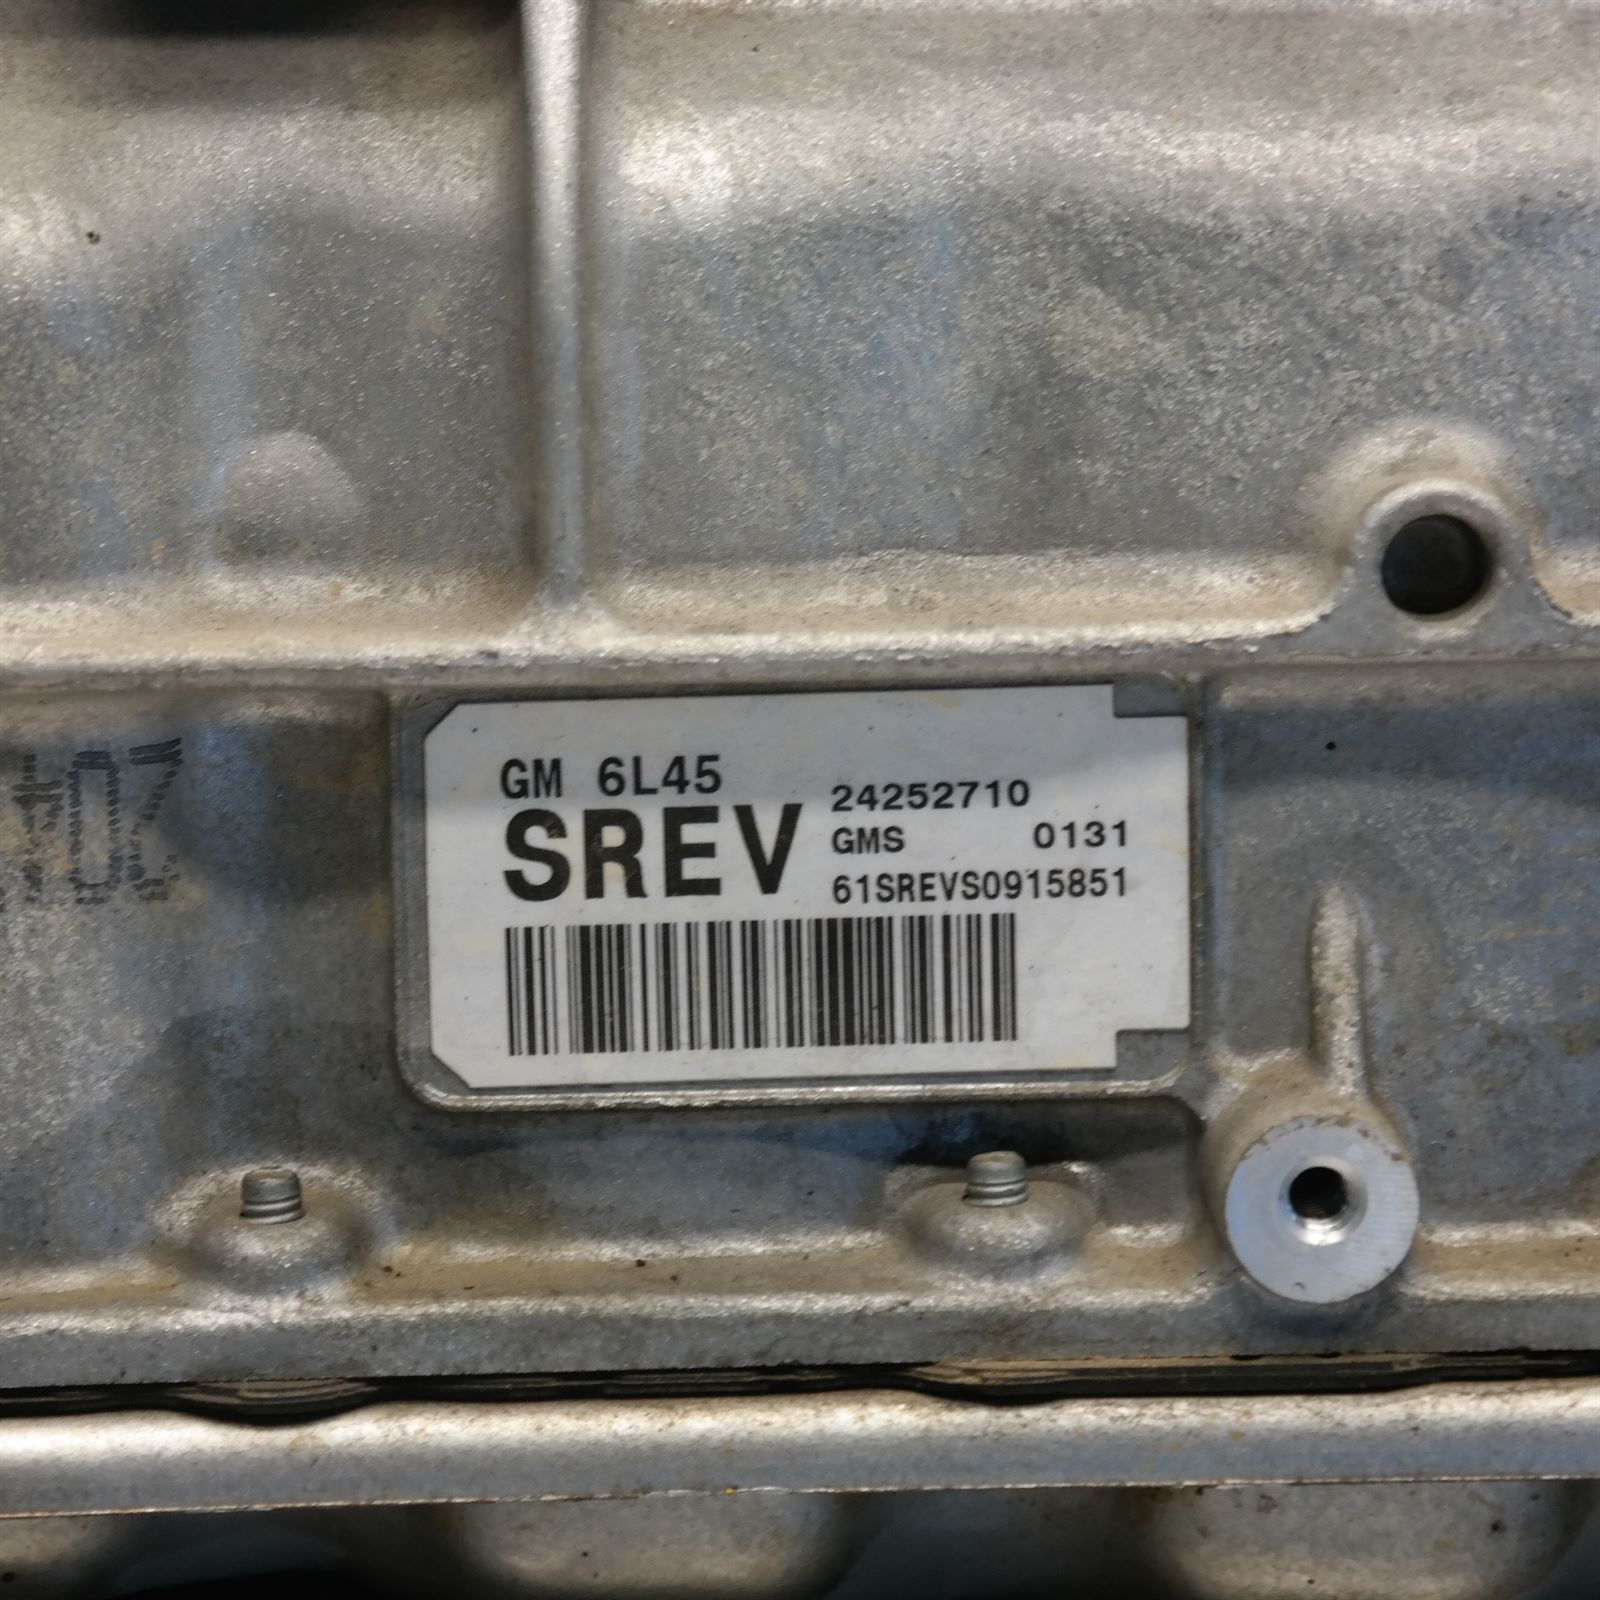 GM 6L45
SREV
24252710
GMS 0131
61SREVS0915851